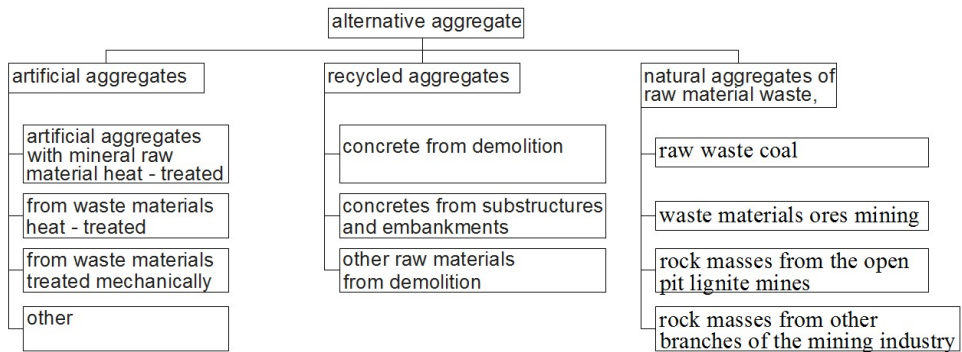 alternative aggregate
artificial aggregates
artificial aggregates
with mineral raw
material heat - treated
from waste materials
heat - treated
from waste materials
treated mechanically
other
recycled aggregates
concrete from demolition
concretes from substructures
and embankments
other raw materials
from demolition
natural aggregates of
raw material waste,
raw waste coal
waste materials ores mining
rock masses from the open
pit lignite mines
rock masses from other
branches of the mining industry